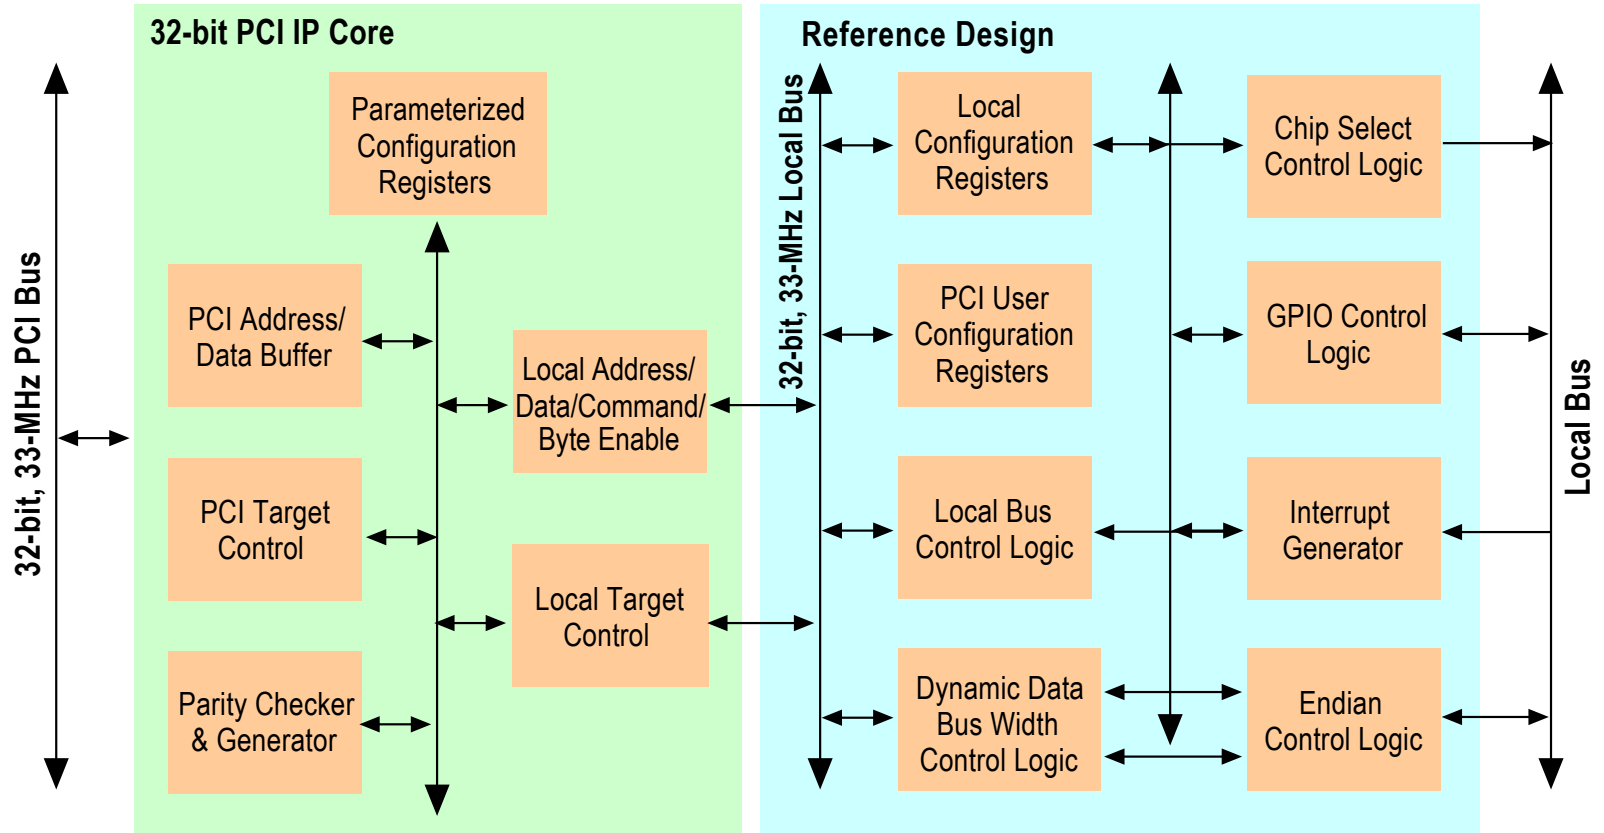 32-bit PCI IP Core
Reference Design
32-bit, 33-MHz PCI Bus
Parameterized
Configuration
Registers
PCI Address/
Data Buffer
Local Address/
Data/Command/
Byte Enable
PCI Target
Control
Local Target
Control
Parity Checker
& Generator
32-bit, 33-MHz Local Bus
Local
Configuration
Registers
Chip Select
Control Logic
PCI User
Configuration
Registers
GPIO Control
Logic
Local Bus
Control Logic
Interrupt
Generator
Dynamic Data
Bus Width
Control Logic
Endian
Control Logic
Local Bus